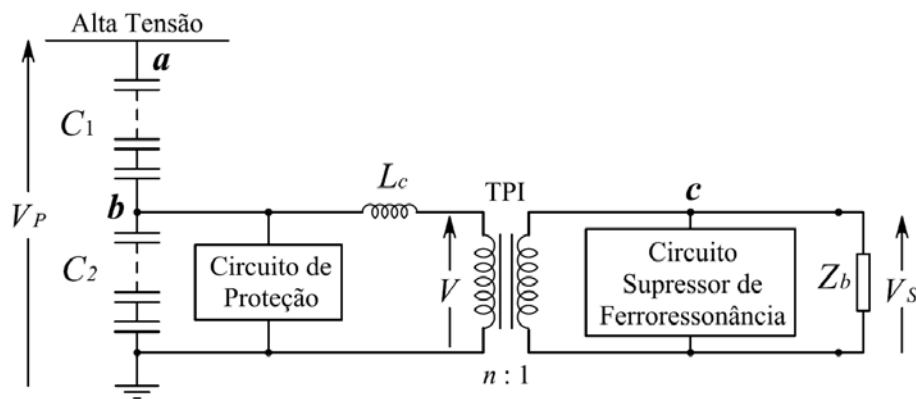 Alta Tensão
a
C1
Lc
TPI
c
b
VP
C2
Circuito de
Proteção
V
Circuito
Supressor de
Ferroressonância
Zb
VS
n : 1